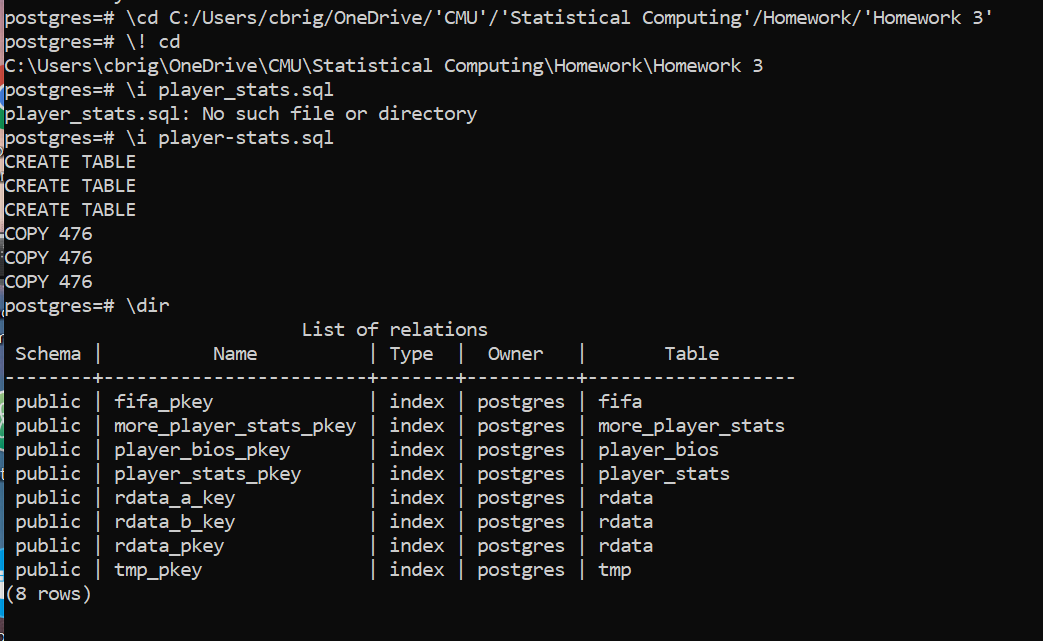 postgres=# \cd C:/Users/cbrig/OneDrive/'CMU'/'Statistical Computing'/Homework/'Homework 3'
postgres=# \! cd
C:\Users\cbrig\OneDrive\CMU\Statistical Computing\Homework\Homework 3
postgres=# \i player_stats.sql
player_stats.sql: No such file or directory
postgres=# \i player-stats.sql
CREATE TABLE
CREATE TABLE
CREATE TABLE
COPY 476
COPY 476
COPY 476
postgres=# \dir
                           List of relations
 Schema |         Name          | Type  |  Owner   |       Table
--------+-----------------------+-------+----------+-------------------
 public | fifa_pkey             | index | postgres | fifa
 public | more_player_stats_pkey | index | postgres | more_player_stats
 public | player_bios_pkey      | index | postgres | player_bios
 public | player_stats_pkey     | index | postgres | player_stats
 public | rdata_a_key           | index | postgres | rdata
 public | rdata_b_key           | index | postgres | rdata
 public | rdata_pkey            | index | postgres | rdata
 public | tmp_pkey              | index | postgres | tmp
(8 rows)